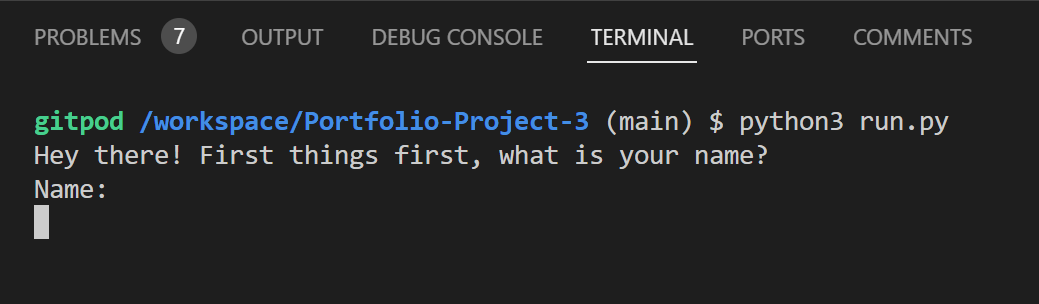 PROBLEMS 7 OUTPUT DEBUG CONSOLE TERMINAL PORTS COMMENTS
gitpod /workspace/Portfolio-Project-3 (main) $ python3 run.py
Hey there! First things first, what is your name?
Name: